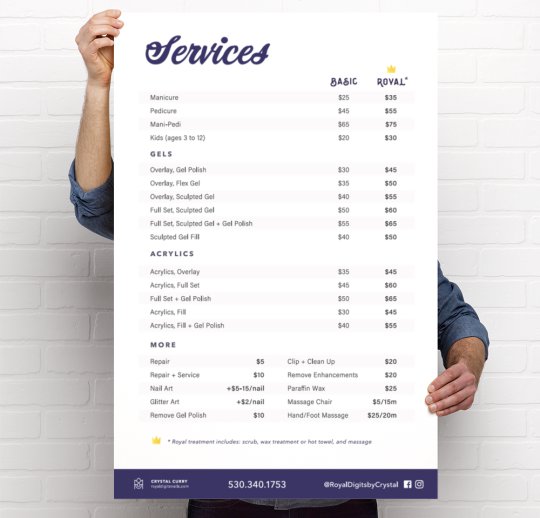 Services
BASIC ROYAL*
Manicure $25 $35
Pedicure $45 $55
Mani-Pedi $65 $75
Kids (ages 3 to 12) $20 $30
GELS
Overlay, Gel Polish $30 $45
Overlay, Flex Gel $35 $50
Overlay, Sculpted Gel $40 $55
Full Set, Sculpted Gel $50 $60
Full Set, Sculpted Gel + Gel Polish $55 $65
Sculpted Gel Fill $40 $50
ACRYLICS
Acrylics, Overlay $35 $45
Acrylics, Full Set $45 $60
Full Set + Gel Polish $50 $65
Acrylics, Fill $30 $45
Acrylics, Fill + Gel Polish $40 $55
MORE
Repair $5 Clip + Clean Up $20
Repair + Service $10 Remove Enhancements $20
Nail Art +$5-15/nail Paraffin Wax $25
Glitter Art +$2/nail Massage Chair $5/15m
Remove Gel Polish $10 Hand/Foot Massage $25/20m
* Royal treatment includes: scrub, wax treatment or hot towel, and massage
CRYSTAL CURRY
530.340.1753 @RoyalDigitsbyCrystal